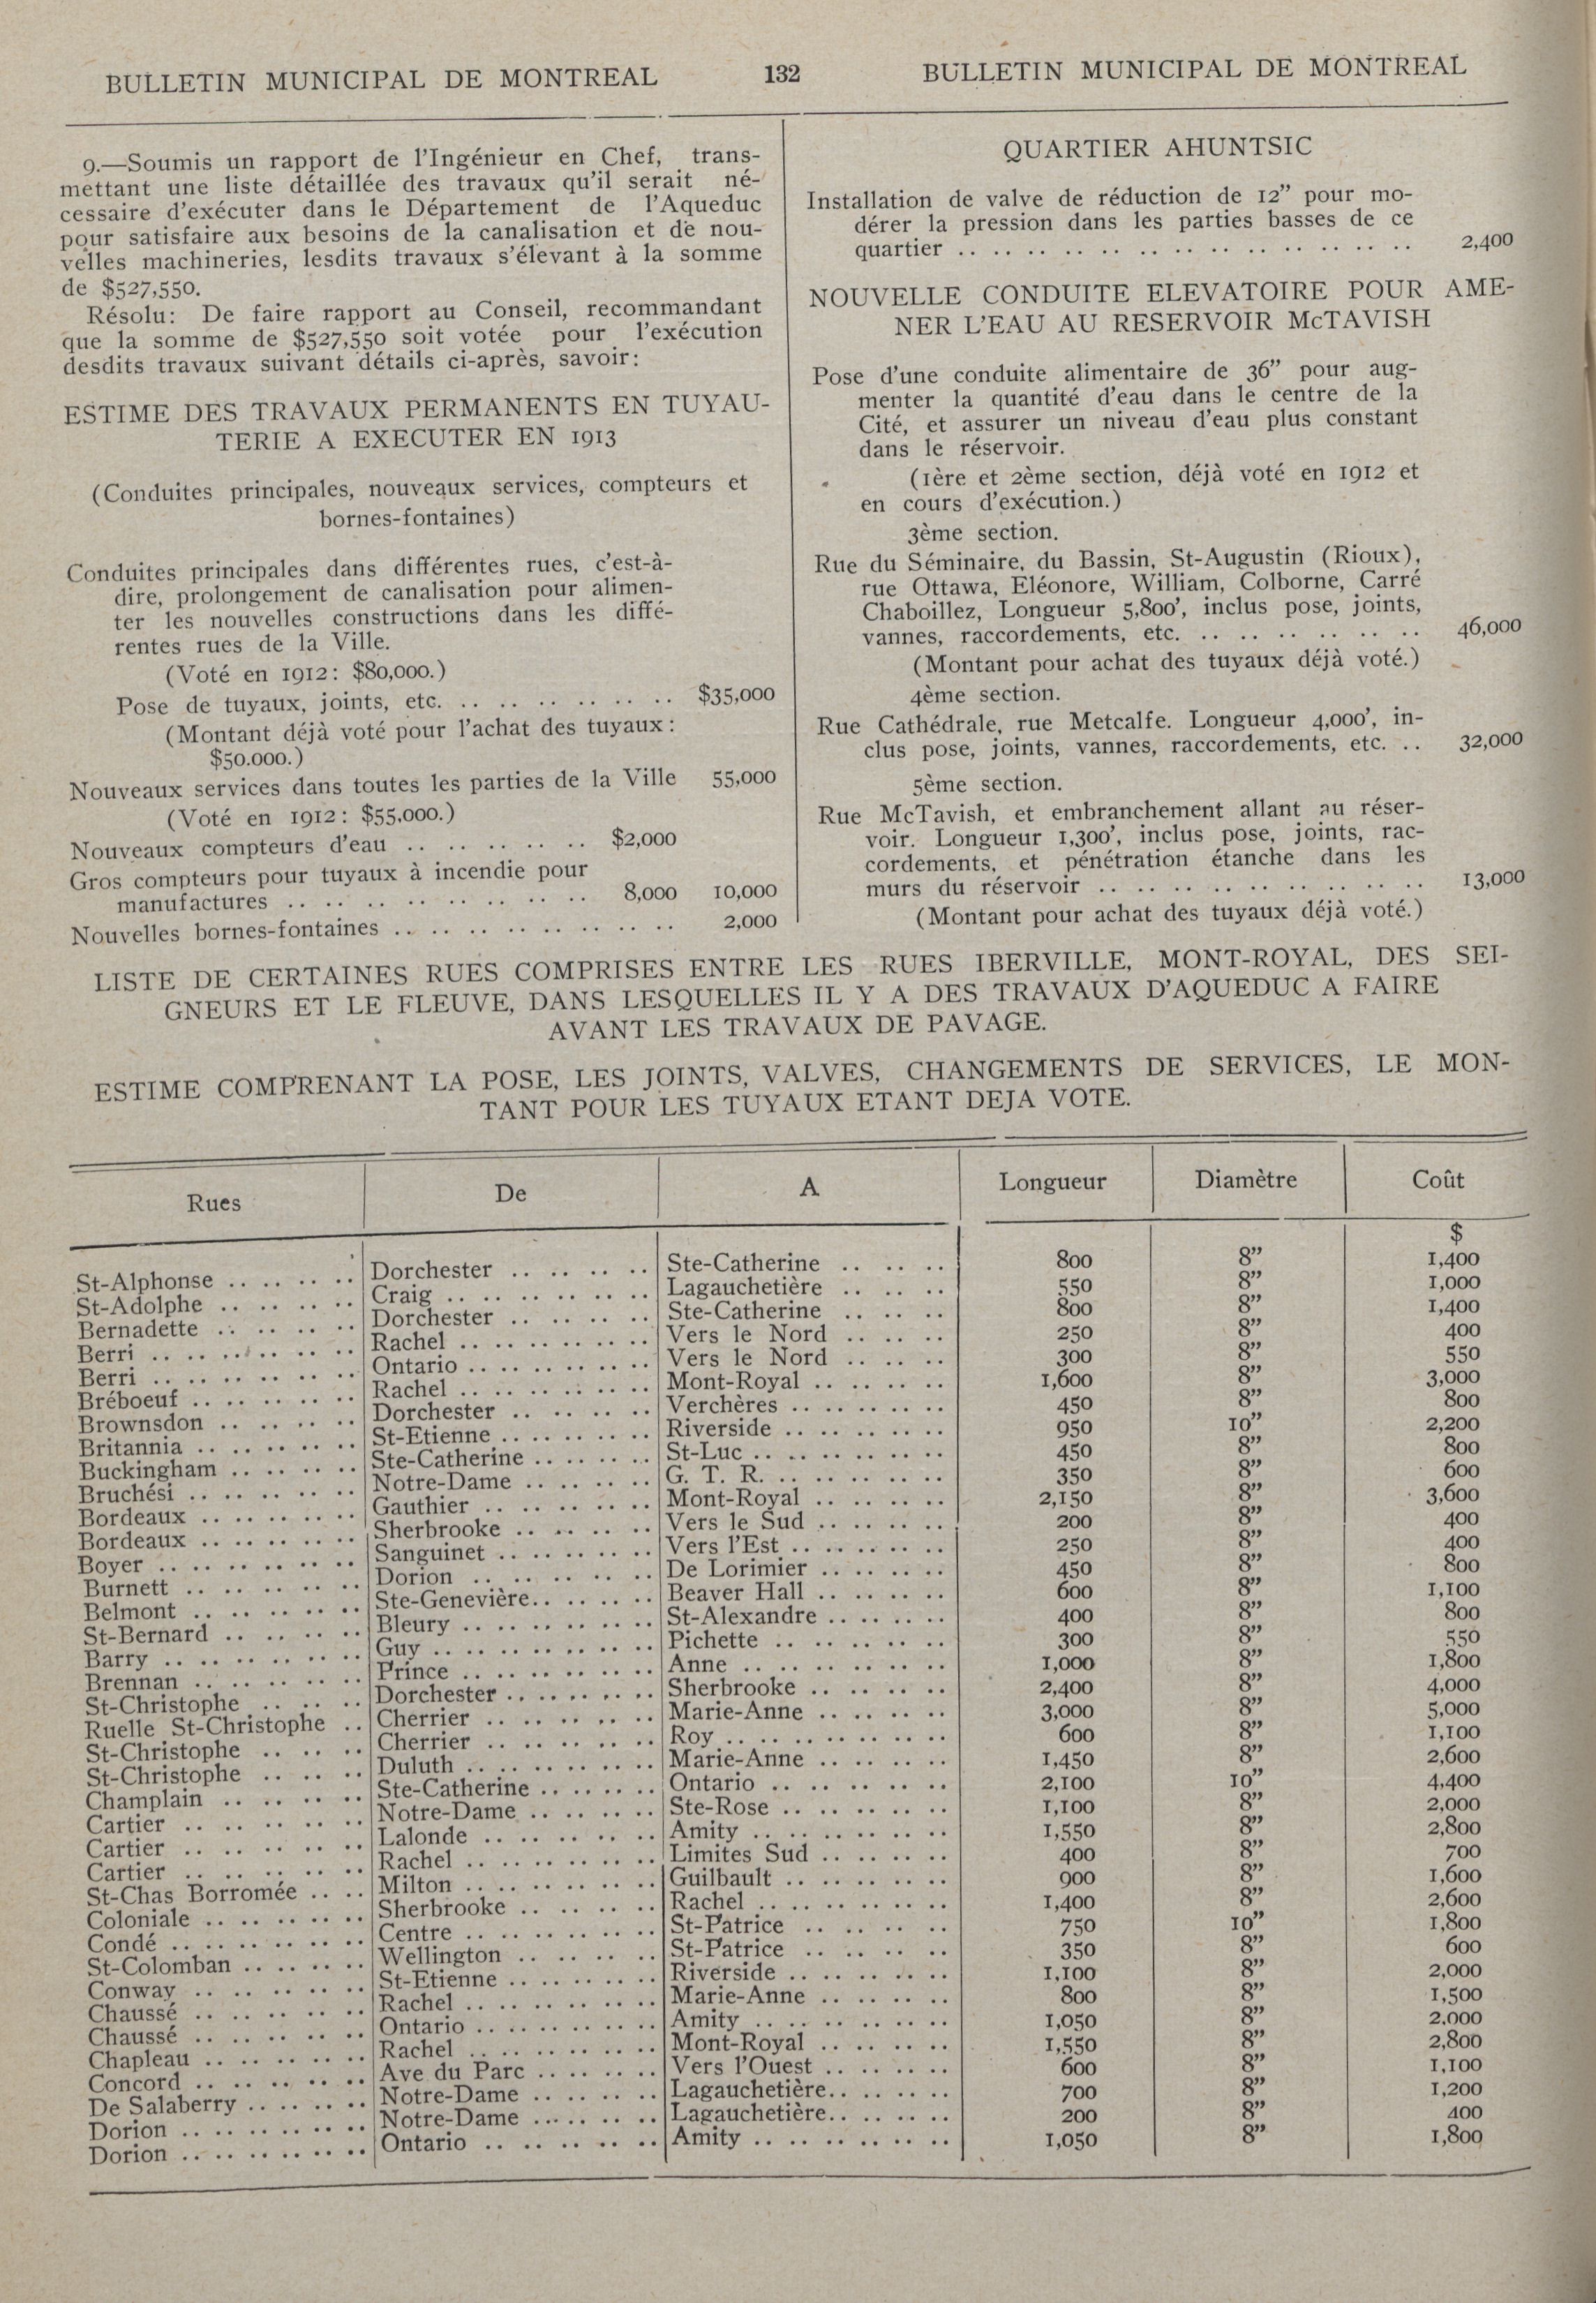 BULLETIN MUNICIPAL DE MONTREAL 132 BULLETIN MUNICIPAL DE MONTREAL
9.—Soumis un rapport de l'Ingénieur en Chef, trans-
mettant une liste détaillée des travaux qu'il serait né-
cessaire d'exécuter dans le Département de l'Aqueduc
pour satisfaire aux besoins de la canalisation et de nou-
velles machineries, lesdits travaux s'élevant à la somme
de $527,550.
Résolu: De faire rapport au Conseil, recommandant
que la somme de $527,550 soit votée pour l'exécution
desdits travaux suivant détails ci-après, savoir:
ESTIME DES TRAVAUX PERMANENTS EN TUYAU-
TERIE A EXECUTER EN 1913
(Conduites principales, nouveaux services, compteurs et
bornes-fontaines)
Conduites principales dans différentes rues, c'est-à-
dire, prolongement de canalisation pour alimen-
ter les nouvelles constructions dans les diffé-
rentes rues de la Ville.
(Voté en 1912: $80,000.)
Pose de tuyaux, joints, etc. .. .. .. .. .. .. $35,000
(Montant déjà voté pour l'achat des tuyaux:
$50.000.)
Nouveaux services dans toutes les parties de la Ville 55,000
(Voté en 1912: $55.000.)
Nouveaux compteurs d'eau .. .. .. .. .. $2,000
Gros compteurs pour tuyaux à incendie pour
manufactures .. .. .. .. .. .. .. .. 8,000 10,000
Nouvelles bornes-fontaines .. .. .. .. .. .. .. .. 2,000
QUARTIER AHUNTSIC
Installation de valve de réduction de 12” pour mo-
dérer la pression dans les parties basses de ce
quartier .. .. .. .. .. .. .. .. .. .. .. .. .. 2,400
NOUVELLE CONDUITE ELEVATOIRE POUR AME-
NER L'EAU AU RESERVOIR McTAVISH
Pose d'une conduite alimentaire de 36” pour aug-
menter la quantité d'eau dans le centre de la
Cité, et assurer un niveau d'eau plus constant
dans le réservoir.
(1ère et 2ème section, déjà voté en 1912 et
en cours d'exécution.)
3ème section.
Rue du Séminaire, du Bassin, St-Augustin (Rioux),
rue Ottawa, Eléonore, William, Colborne, Carré
Chaboillez, Longueur 5,800', inclus pose, joints,
vannes, raccordements, etc. .. .. .. .. .. .. 46,000
(Montant pour achat des tuyaux déjà voté.)
4ème section.
Rue Cathédrale, rue Metcalfe. Longueur 4,000', in-
clus pose, joints, vannes, raccordements, etc. .. 32,000
5ème section.
Rue McTavish, et embranchement allant au réser-
voir. Longueur 1,300', inclus pose, joints, rac-
cordements, et pénétration étanche dans les
murs du réservoir .. .. .. .. .. .. .. .. .. 13,000
(Montant pour achat des tuyaux déjà voté.)
LISTE DE CERTAINES RUES COMPRISES ENTRE LES RUES IBERVILLE, MONT-ROYAL, DES SEI-
GNEURS ET LE FLEUVE, DANS LESQUELLES IL Y A DES TRAVAUX D'AQUEDUC A FAIRE
AVANT LES TRAVAUX DE PAVAGE.
ESTIME COMPRENANT LA POSE, LES JOINTS, VALVES, CHANGEMENTS DE SERVICES, LE MON-
TANT POUR LES TUYAUX ETANT DEJA VOTE.
Rues De A Longueur Diamètre Coût
$
St-Alphonse .. .. .. .. Dorchester .. .. .. .. Ste-Catherine .. .. .. 800 8” 1,400
St-Adolphe .. .. .. .. Craig .. .. .. .. .. .. Lagauchetière .. .. .. 550 8” 1,000
Bernadette .. .. .. .. Dorchester .. .. .. .. Ste-Catherine .. .. .. 800 8” 1,400
Berri .. .. .. .. .. .. Rachel .. .. .. .. .. .. Vers le Nord .. .. .. 250 8” 400
Berri .. .. .. .. .. .. Ontario .. .. .. .. .. .. Vers le Nord .. .. .. 300 8” 550
Bréboeuf .. .. .. .. .. Rachel .. .. .. .. .. .. Mont-Royal .. .. .. .. 1,600 8” 3,000
Brownsdon .. .. .. .. Dorchester .. .. .. .. Verchères .. .. .. .. .. 450 8” 800
Britannia .. .. .. .. .. St-Etienne .. .. .. .. .. Riverside .. .. .. .. .. 950 10” 2,200
Buckingham .. .. .. .. Ste-Catherine .. .. .. .. St-Luc .. .. .. .. .. .. 450 8” 800
Bruchési .. .. .. .. .. Notre-Dame .. .. .. .. G. T. R. .. .. .. .. .. 350 8” 600
Bordeaux .. .. .. .. .. Gauthier .. .. .. .. .. Mont-Royal .. .. .. .. 2,150 8” 3,600
Bordeaux .. .. .. .. .. Sherbrooke .. .. .. .. Vers le Sud .. .. .. .. 200 8” 400
Boyer .. .. .. .. .. .. Sanguinet .. .. .. .. .. Vers l'Est .. .. .. .. .. 250 8” 400
Burnett .. .. .. .. .. Dorion .. .. .. .. .. .. De Lorimier .. .. .. .. 450 8” 800
Belmont .. .. .. .. .. Ste-Genevière.. .. .. .. Beaver Hall .. .. .. .. 600 8” 1,100
St-Bernard .. .. .. .. Bleury .. .. .. .. .. .. St-Alexandre .. .. .. .. 400 8” 800
Barry .. .. .. .. .. .. Guy .. .. .. .. .. .. .. Pichette .. .. .. .. .. 300 8” 550
Brennan .. .. .. .. .. Prince .. .. .. .. .. .. Anne .. .. .. .. .. .. 1,000 8” 1,800
St-Christophe .. .. .. Dorchester .. .. .. .. .. Sherbrooke .. .. .. .. 2,400 8” 4,000
Ruelle St-Christophe .. Cherrier .. .. .. .. .. Marie-Anne .. .. .. .. 3,000 8” 5,000
St-Christophe .. .. .. Cherrier .. .. .. .. .. Roy .. .. .. .. .. .. .. 600 8” 1,100
St-Christophe .. .. .. Duluth .. .. .. .. .. .. Marie-Anne .. .. .. .. 1,450 8” 2,600
Champlain .. .. .. .. Ste-Catherine .. .. .. .. Ontario .. .. .. .. .. 2,100 10” 4,400
Cartier .. .. .. .. .. Notre-Dame .. .. .. .. Ste-Rose .. .. .. .. .. 1,100 8” 2,000
Cartier .. .. .. .. .. Lalonde .. .. .. .. .. Amity .. .. .. .. .. .. 1,550 8” 2,800
Cartier .. .. .. .. .. Rachel .. .. .. .. .. .. Limites Sud .. .. .. .. 400 8” 700
St-Chas Borromée .. .. Milton .. .. .. .. .. .. Guilbault .. .. .. .. .. 900 8” 1,600
Coloniale .. .. .. .. .. Sherbrooke .. .. .. .. Rachel .. .. .. .. .. .. 1,400 8” 2,600
Condé .. .. .. .. .. .. Centre .. .. .. .. .. .. St-Patrice .. .. .. .. 750 10” 1,800
St-Colomban .. .. .. .. Wellington .. .. .. .. St-Patrice .. .. .. .. 350 8” 600
Conway .. .. .. .. .. St-Etienne .. .. .. .. .. Riverside .. .. .. .. .. 1,100 8” 2,000
Chaussé .. .. .. .. .. Rachel .. .. .. .. .. .. Marie-Anne .. .. .. .. 800 8” 1,500
Chaussé .. .. .. .. .. Ontario .. .. .. .. .. .. Amity .. .. .. .. .. .. 1,050 8” 2.000
Chapleau .. .. .. .. .. Rachel .. .. .. .. .. .. Mont-Royal .. .. .. .. 1,550 8” 2,800
Concord .. .. .. .. .. Ave du Parc .. .. .. .. Vers l'Ouest .. .. .. .. 600 8” 1,100
De Salaberry .. .. .. .. Notre-Dame .. .. .. .. Lagauchetière.. .. .. .. 700 8” 1,200
Dorion .. .. .. .. .. .. Notre-Dame .. .. .. .. Lagauchetière.. .. .. .. 200 8” 400
Dorion .. .. .. .. .. .. Ontario .. .. .. .. .. Amity .. .. .. .. .. .. 1,050 8” 1,800